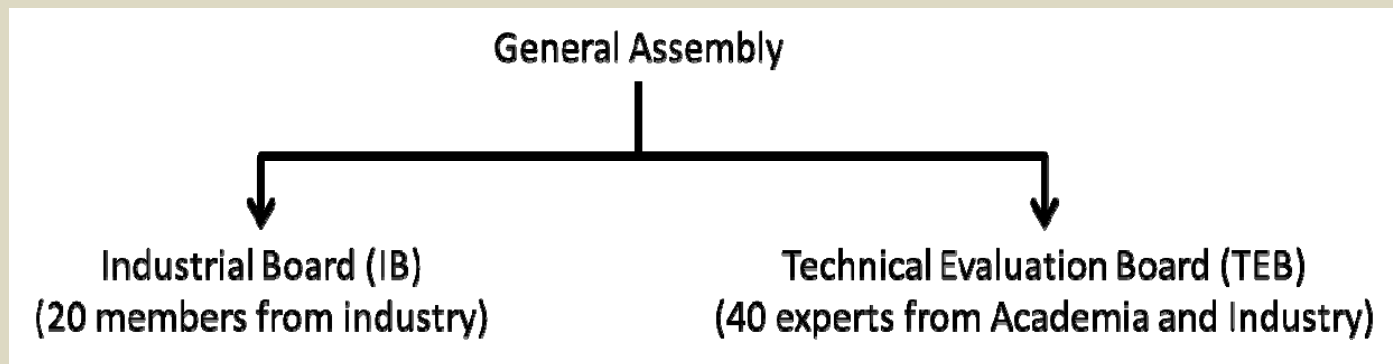 General Assembly
Industrial Board (IB)
(20 members from industry)
Technical Evaluation Board (TEB)
(40 experts from Academia and Industry)